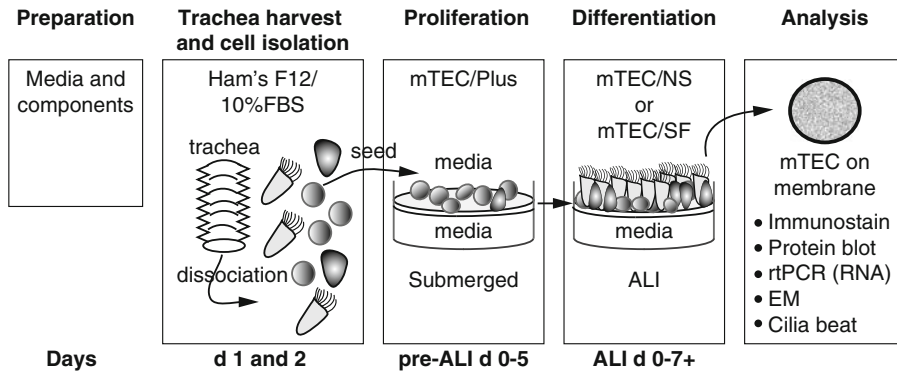 Preparation
Media and
components
Days
Trachea harvest
and cell isolation
Ham's F12/
10%FBS
trachea
seed
dissociation
d 1 and 2
Proliferation
mTEC/Plus
media
media
Submerged
pre-ALI d 0-5
Differentiation
mTEC/NS
or
mTEC/SF
media
ALI
ALI d 0-7+
Analysis
mTEC on
membrane
• Immunostain
• Protein blot
• rtPCR (RNA)
• EM
• Cilia beat